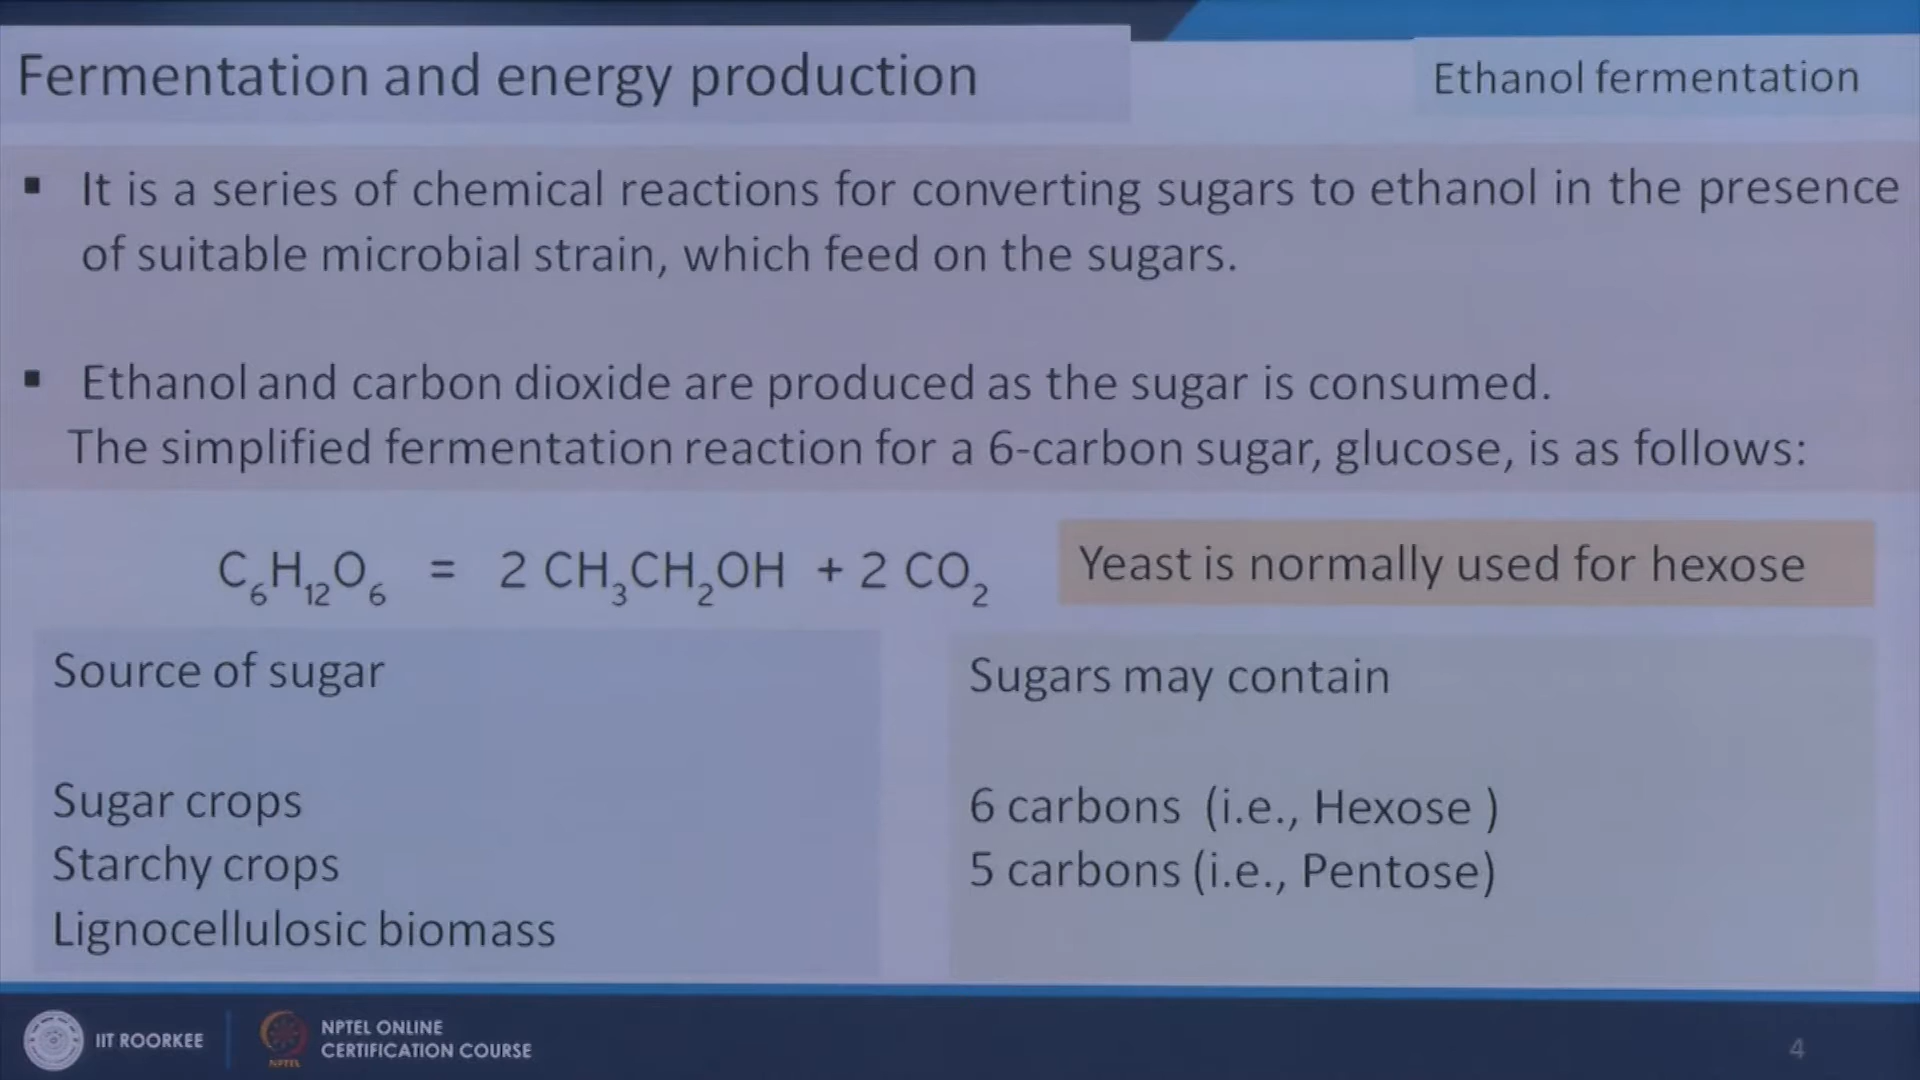 Fermentation and energy production
Ethanol fermentation
▪ It is a series of chemical reactions for converting sugars to ethanol in the presence
of suitable microbial strain, which feed on the sugars.
▪ Ethanol and carbon dioxide are produced as the sugar is consumed.
The simplified fermentation reaction for a 6-carbon sugar, glucose, is as follows:
C₆H₁₂O₆ = 2 CH₃CH₂OH + 2 CO₂
Yeast is normally used for hexose
Source of sugar
Sugar crops
Starchy crops
Lignocellulosic biomass
Sugars may contain
6 carbons (i.e., Hexose )
5 carbons (i.e., Pentose)
IIT ROORKEE
NPTEL
NPTEL ONLINE
CERTIFICATION COURSE
4